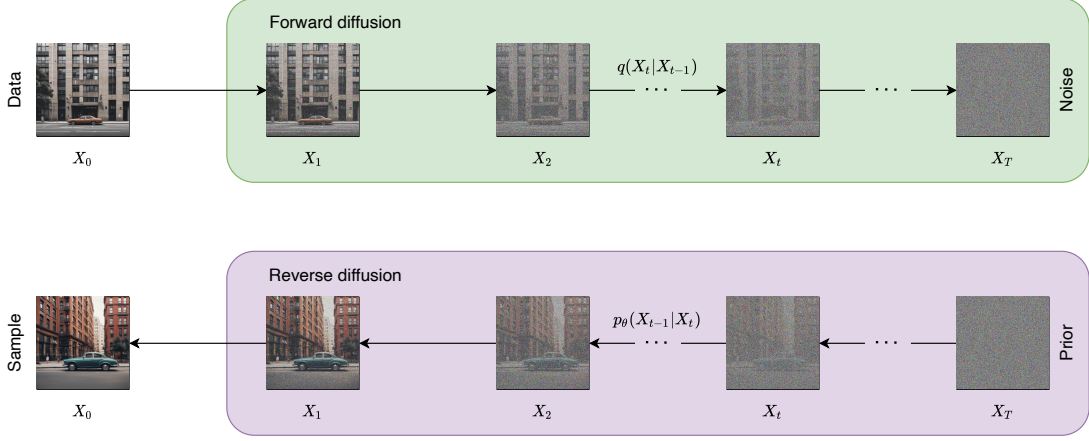 Forward diffusion
Data
q(X_t|X_{t−1})
···
···
Noise
X_0
X_1
X_2
X_t
X_T
Reverse diffusion
Sample
p_θ(X_{t−1}|X_t)
···
···
Prior
X_0
X_1
X_2
X_t
X_T